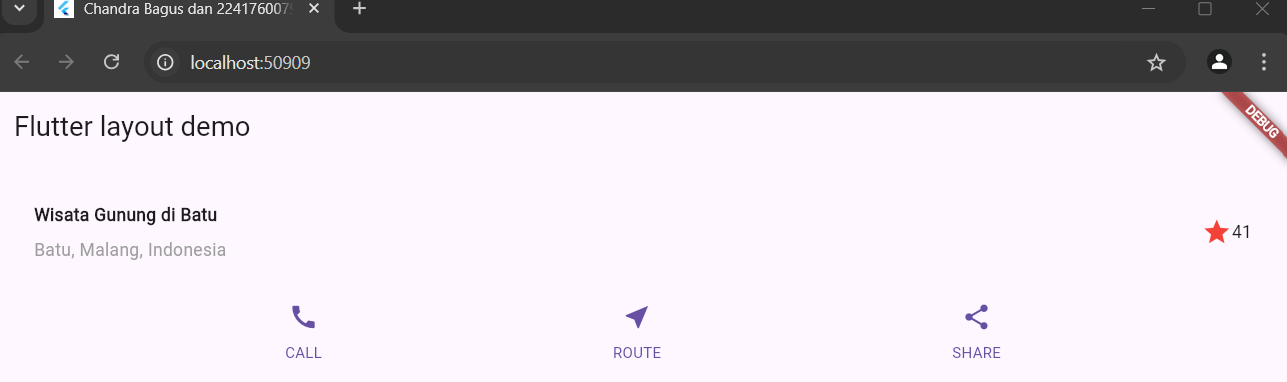 Chandra Bagus dan 2241760075
localhost:50909
DEBUG
Flutter layout demo
Wisata Gunung di Batu
Batu, Malang, Indonesia
41
CALL ROUTE SHARE